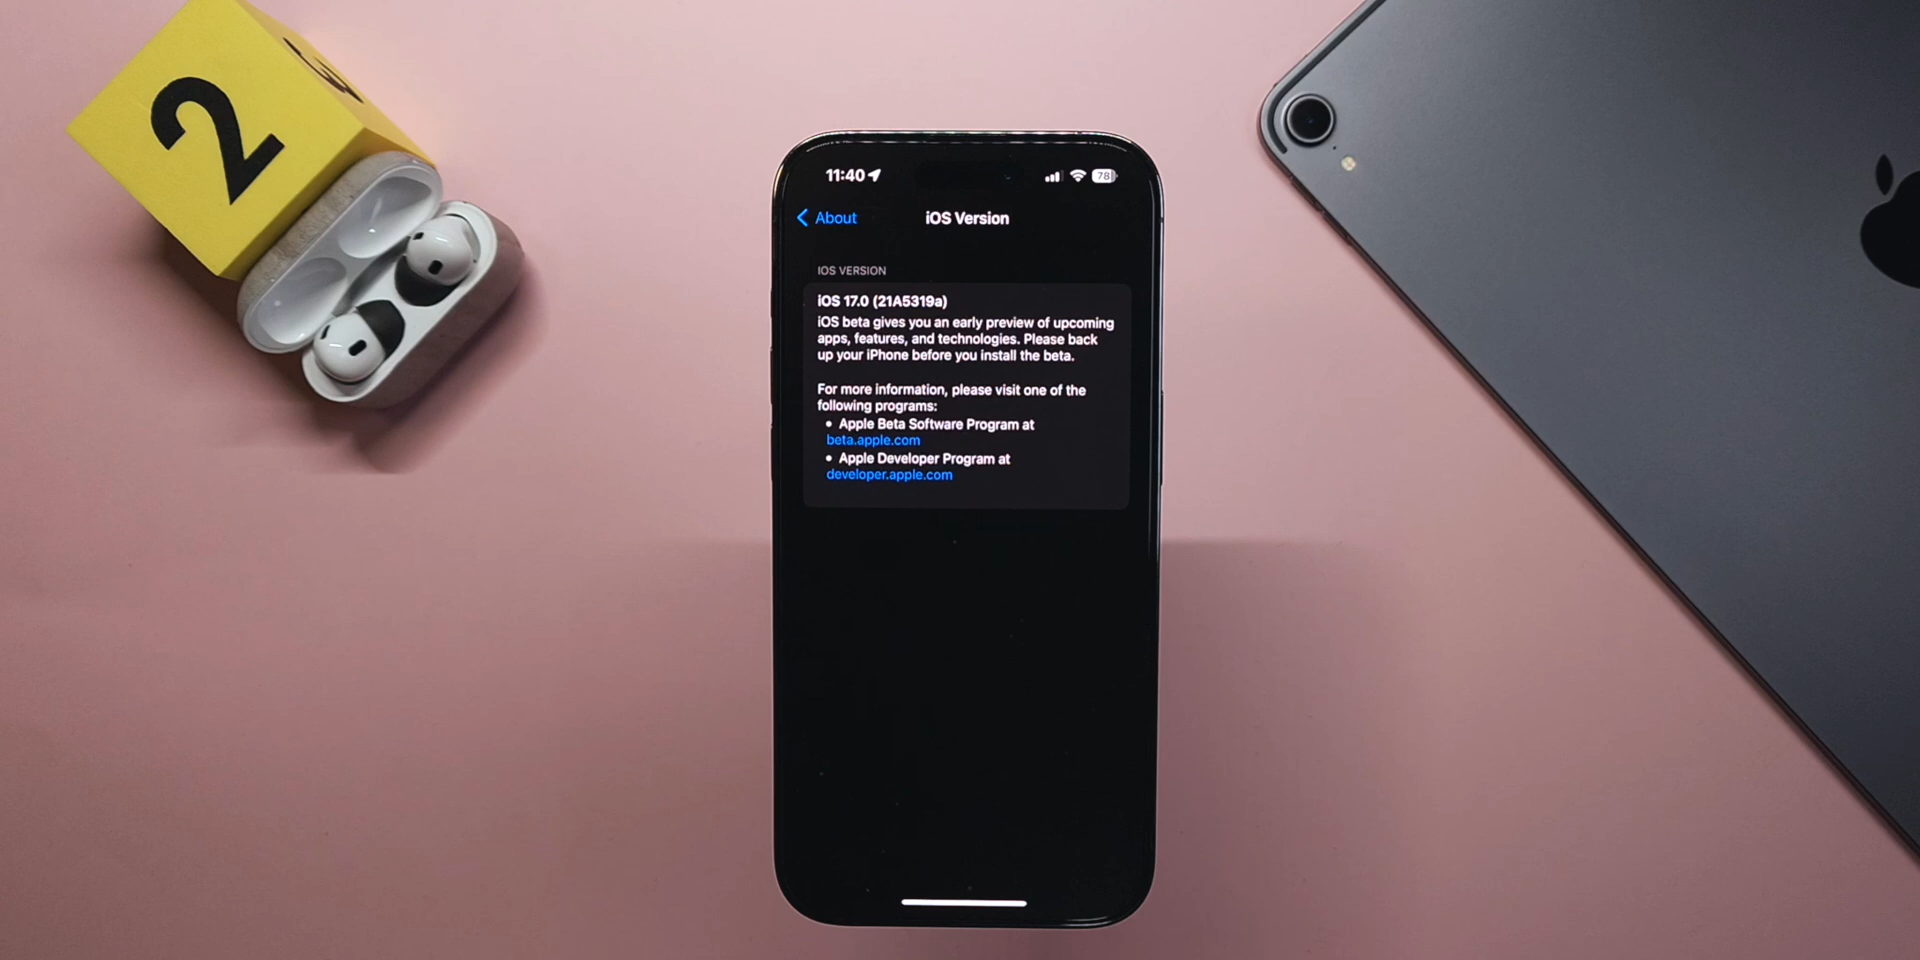 2
3
11:40
78
About
iOS Version
IOS VERSION
iOS 17.0 (21A5319a)
iOS beta gives you an early preview of upcoming
apps, features, and technologies. Please back
up your iPhone before you install the beta.
For more information, please visit one of the
following programs:
• Apple Beta Software Program at
beta.apple.com
• Apple Developer Program at
developer.apple.com